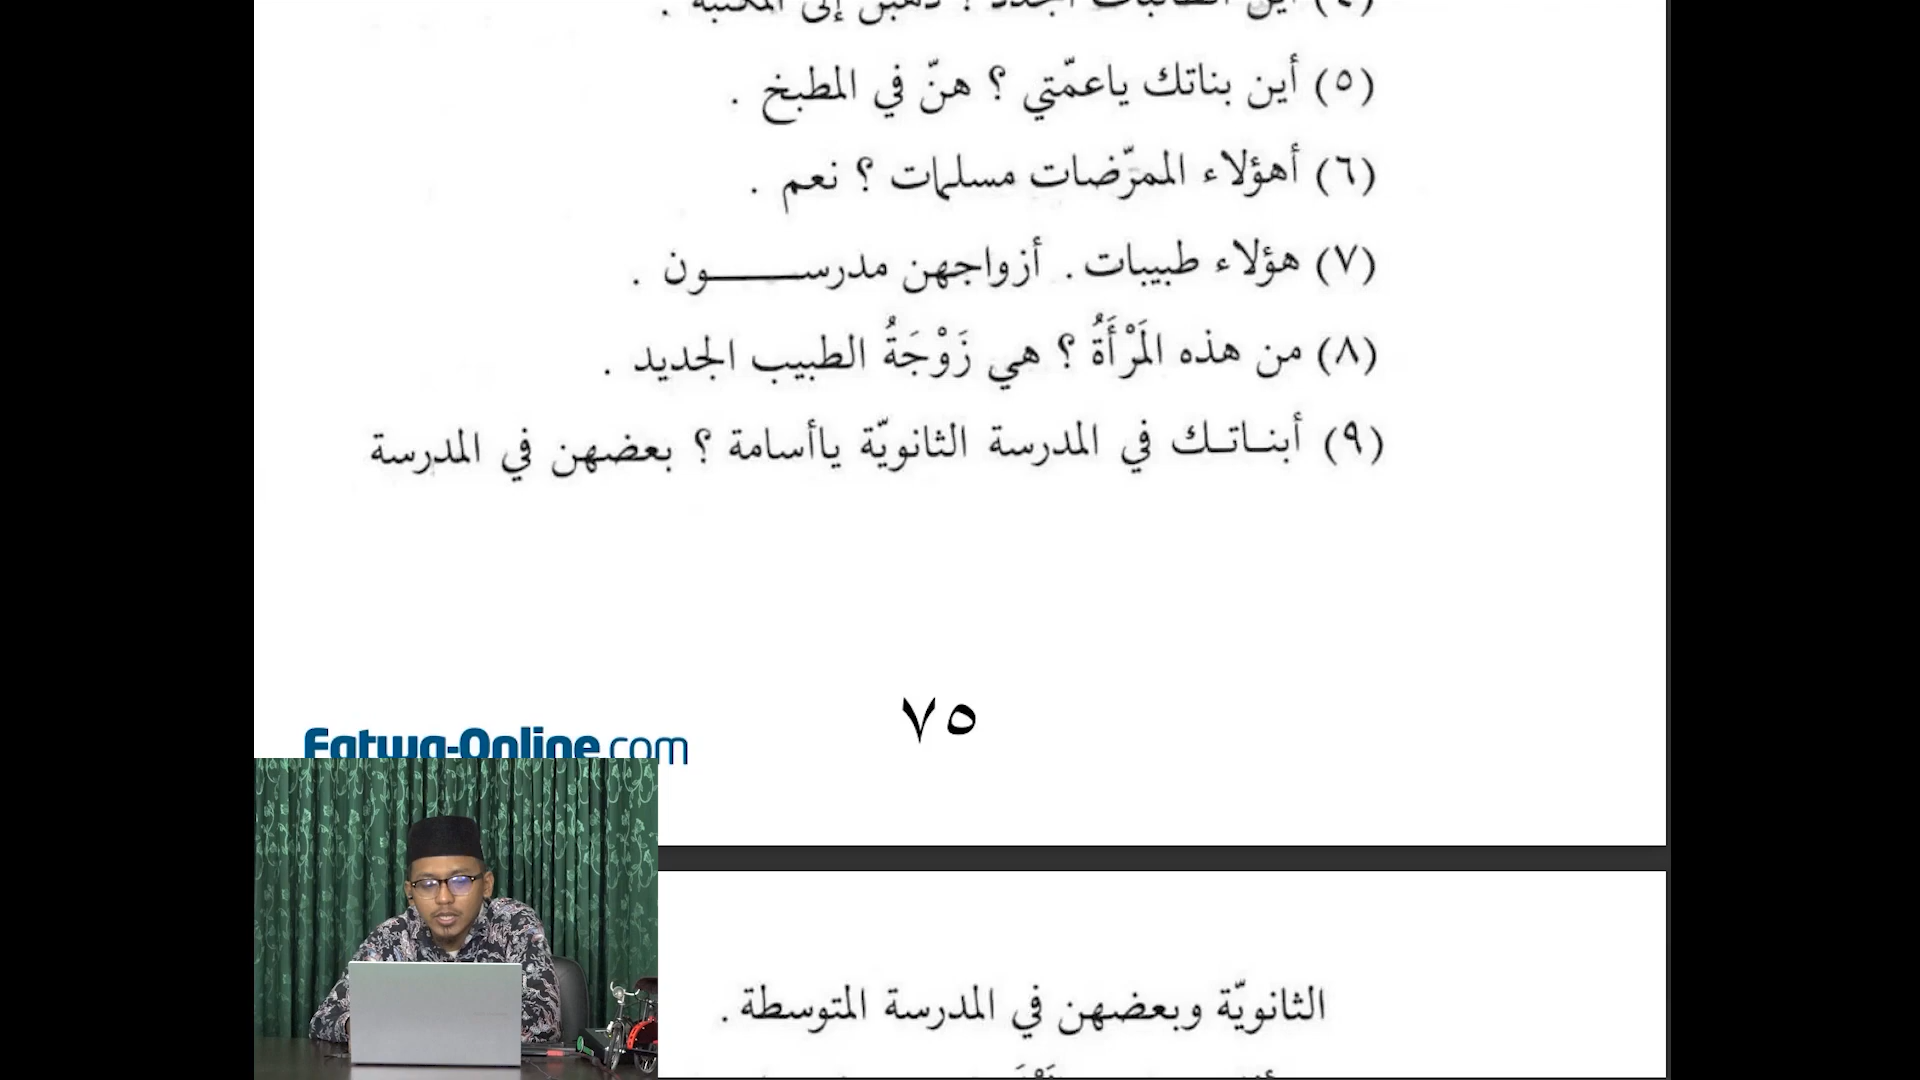 (٥) أين بناتك ياعمّتي ؟ هنّ في المطبخ .
(٦) أهؤلاء الممرّضات مسلمات ؟ نعم .
(٧) هؤلاء طبيبات . أزواجهن مدرســـــون .
(٨) من هذه المَرْأَةُ ؟ هي زَوْجَةُ الطبيب الجديد .
(٩) أبنـاتـك في المدرسة الثانويّة ياأسامة ؟ بعضهن في المدرسة
٧٥
Fatwa-Online.com
الثانويّة وبعضهن في المدرسة المتوسطة .